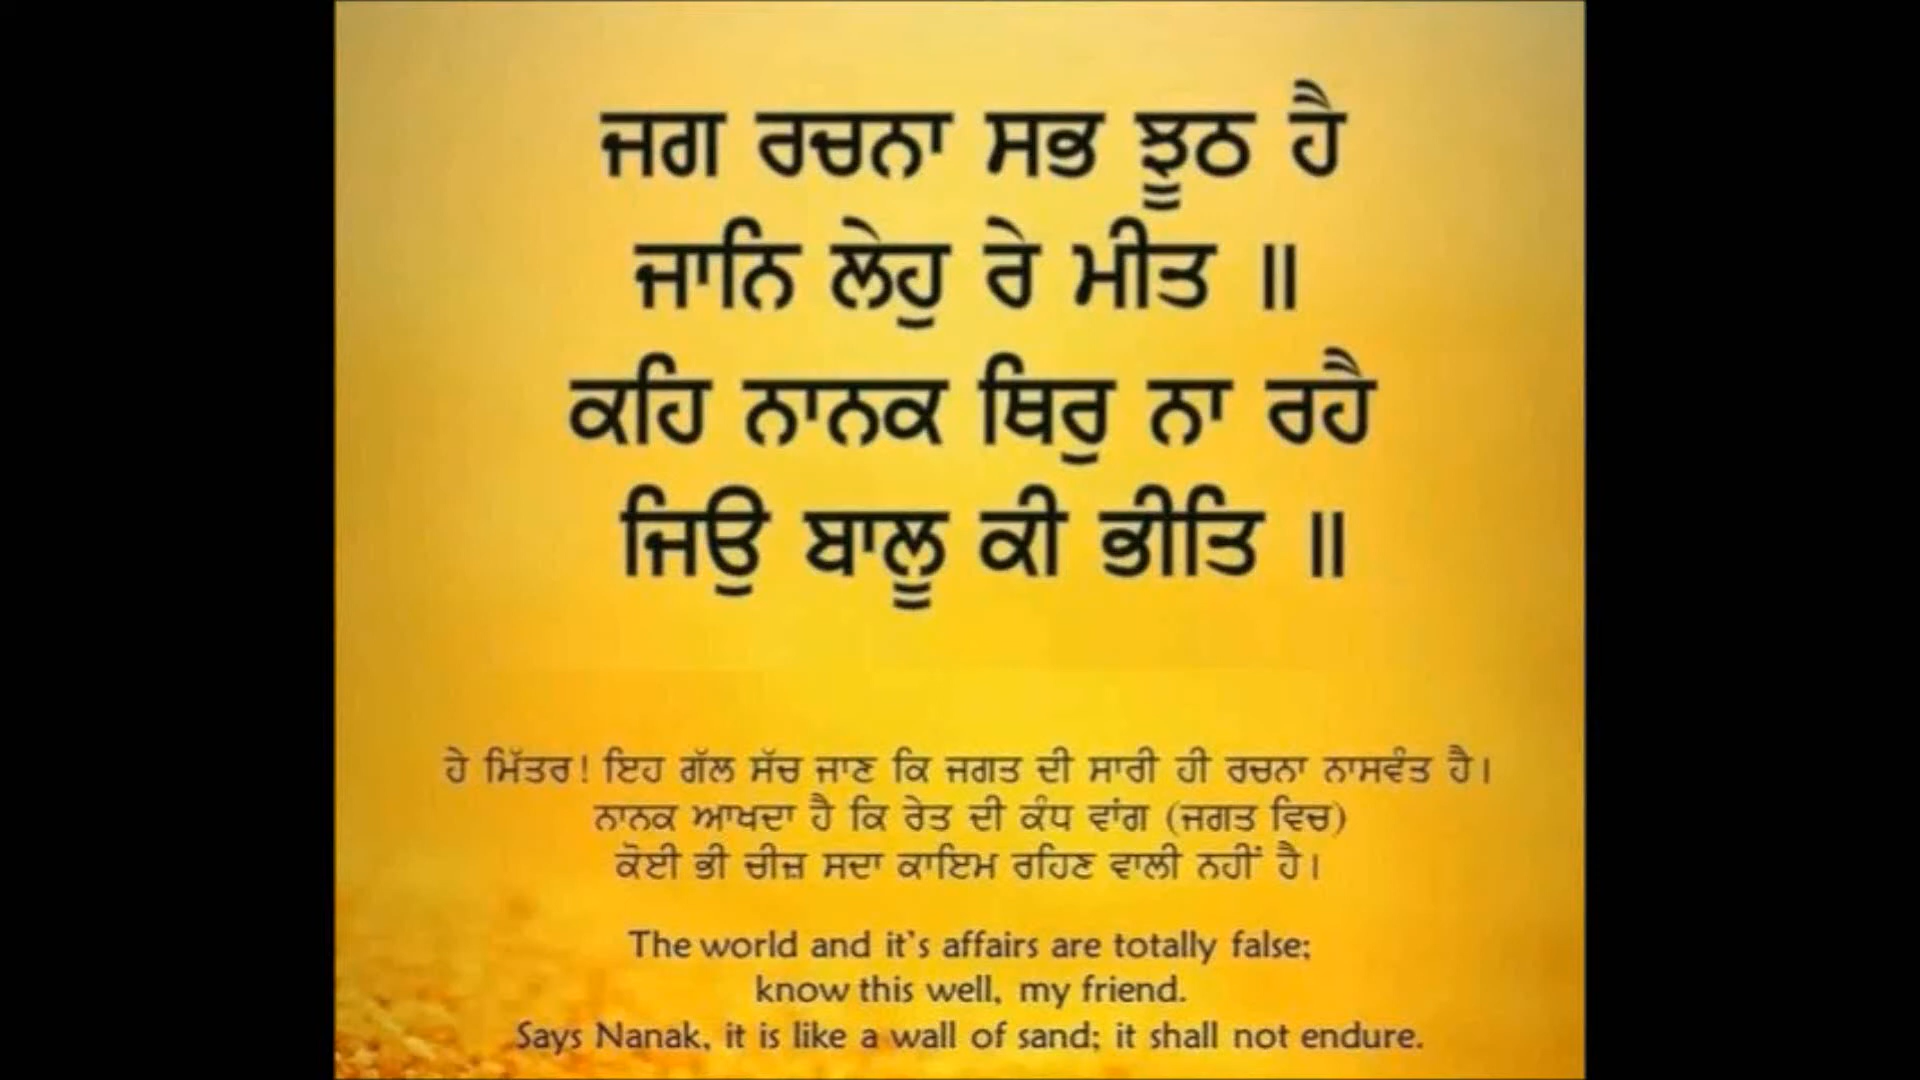 ਜਗ ਰਚਨਾ ਸਭ ਝੂਠ ਹੈ
ਜਾਨਿ ਲੇਹੁ ਰੇ ਮੀਤ ॥
ਕਹਿ ਨਾਨਕ ਥਿਰੁ ਨਾ ਰਹੈ
ਜਿਉ ਬਾਲੂ ਕੀ ਭੀਤਿ ॥
ਹੇ ਮਿੱਤਰ! ਇਹ ਗੱਲ ਸੱਚ ਜਾਣ ਕਿ ਜਗਤ ਦੀ ਸਾਰੀ ਹੀ ਰਚਨਾ ਨਾਸਵੰਤ ਹੈ।
ਨਾਨਕ ਆਖਦਾ ਹੈ ਕਿ ਰੇਤ ਦੀ ਕੰਧ ਵਾਂਗ (ਜਗਤ ਵਿਚ)
ਕੋਈ ਭੀ ਚੀਜ਼ ਸਦਾ ਕਾਇਮ ਰਹਿਣ ਵਾਲੀ ਨਹੀਂ ਹੈ।
The world and it's affairs are totally false;
know this well, my friend.
Says Nanak, it is like a wall of sand; it shall not endure.